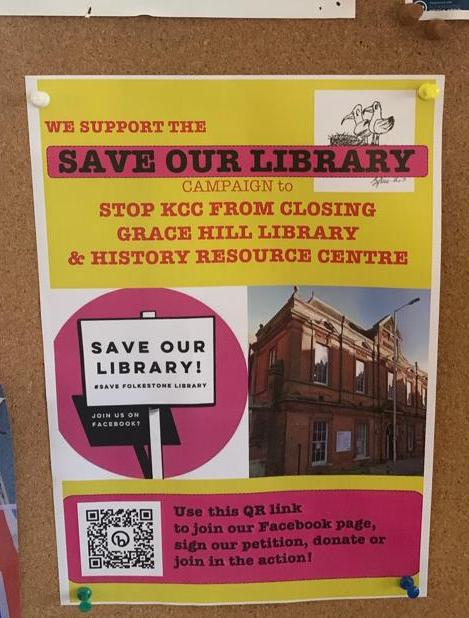 WE SUPPORT THE
SAVE OUR LIBRARY
CAMPAIGN to
STOP KCC FROM CLOSING
GRACE HILL LIBRARY
& HISTORY RESOURCE CENTRE
SAVE OUR
LIBRARY!
#SAVE FOLKESTONE LIBRARY
JOIN US ON
FACEBOOK?
Use this QR link
to join our Facebook page,
sign our petition, donate or
join in the action!